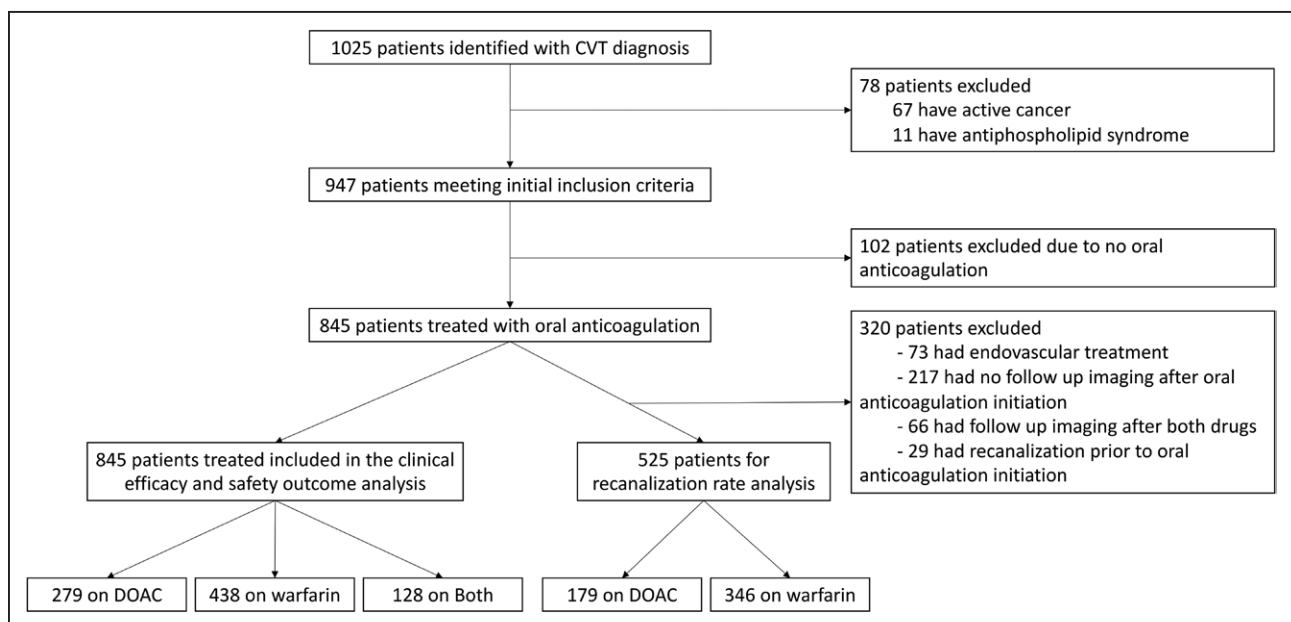 1025 patients identified with CVT diagnosis
78 patients excluded
67 have active cancer
11 have antiphospholipid syndrome
947 patients meeting initial inclusion criteria
102 patients excluded due to no oral
anticoagulation
845 patients treated with oral anticoagulation
320 patients excluded
- 73 had endovascular treatment
- 217 had no follow up imaging after oral
anticoagulation initiation
- 66 had follow up imaging after both drugs
- 29 had recanalization prior to oral
anticoagulation initiation
845 patients treated included in the clinical
efficacy and safety outcome analysis
525 patients for
recanalization rate analysis
279 on DOAC
438 on warfarin
128 on Both
179 on DOAC
346 on warfarin